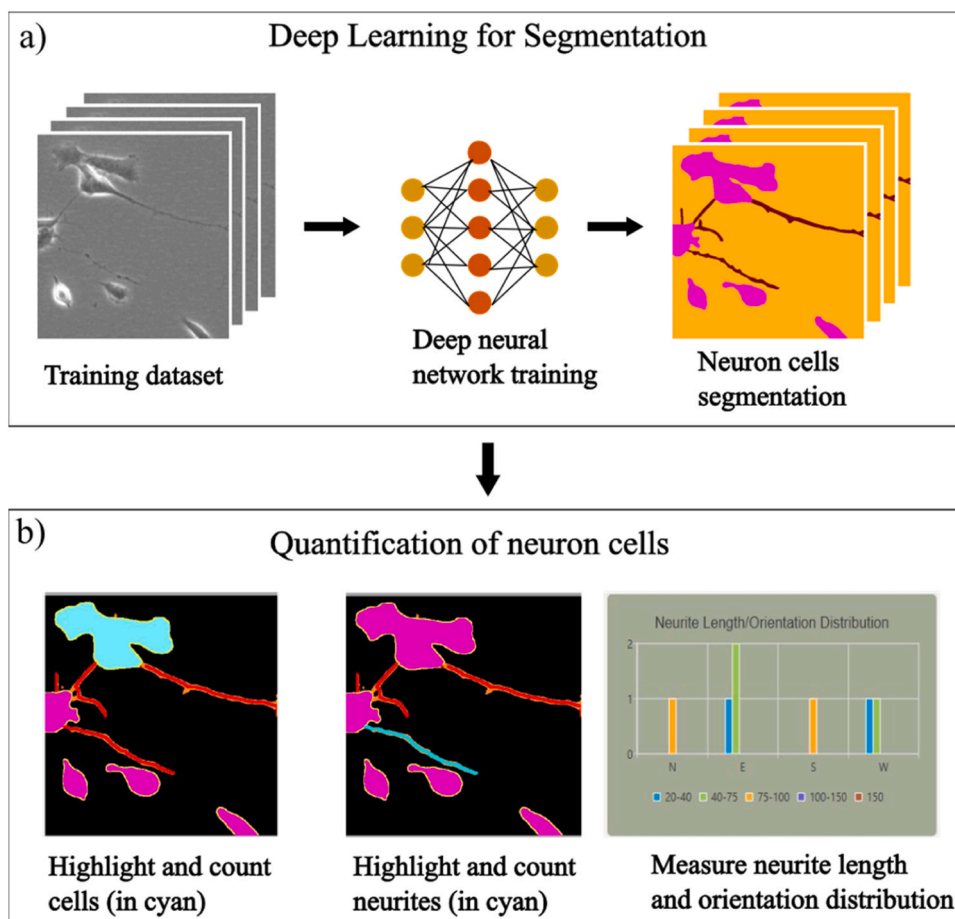 a)
Deep Learning for Segmentation
Training dataset
Deep neural
network training
Neuron cells
segmentation
b)
Quantification of neuron cells
Neurite Length/Orientation Distribution
2
1
0
N E S W
20-40 40-75 75-100 100-150 150
Highlight and count
cells (in cyan)
Highlight and count
neurites (in cyan)
Measure neurite length
and orientation distribution